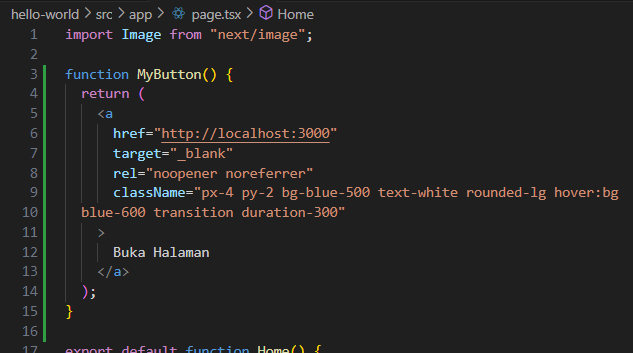 hello-world > src > app > page.tsx > Home
1 import Image from "next/image";
2
3 function MyButton() {
4 return (
5 <a
6 href="http://localhost:3000"
7 target="_blank"
8 rel="noopener noreferrer"
9 className="px-4 py-2 bg-blue-500 text-white rounded-lg hover:bg
10 blue-600 transition duration-300"
11 >
12 Buka Halaman
13 </a>
14 );
15 }
16
17 export default function Home() {